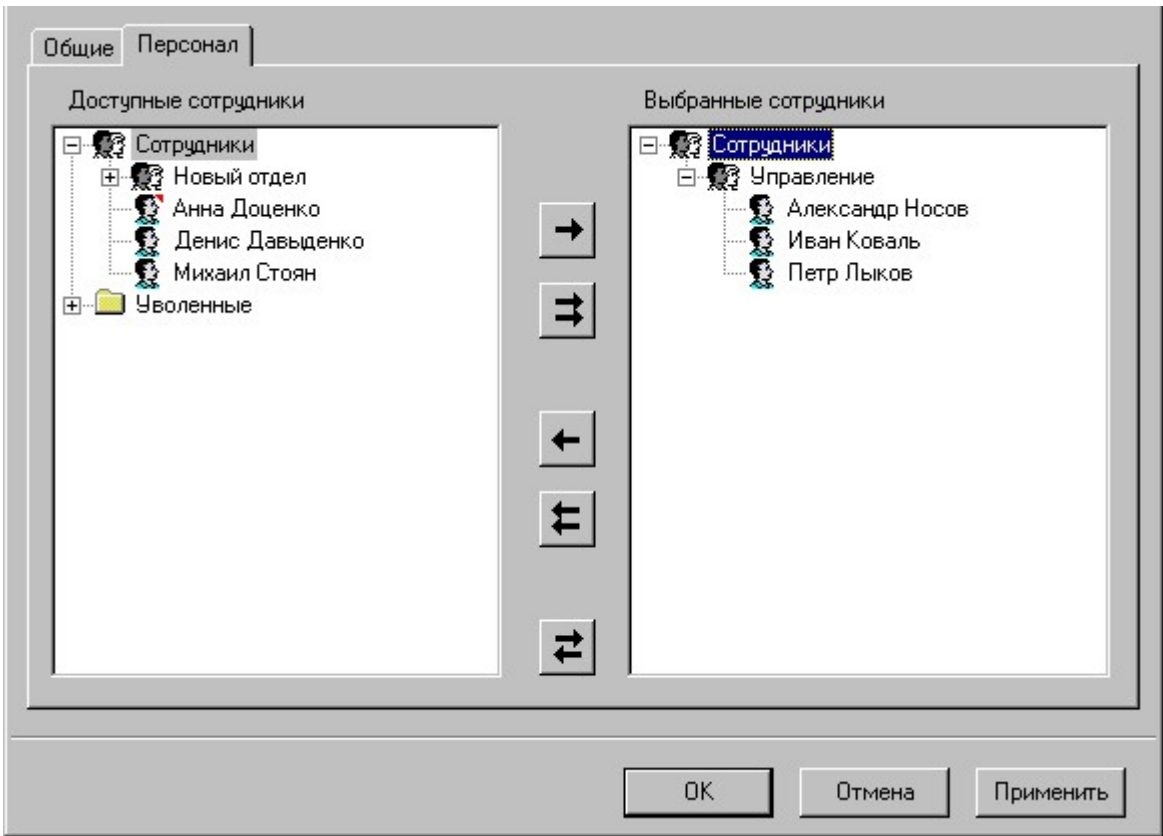 Общие
Персонал
Доступные сотрудники
Сотрудники
Новый отдел
Анна Доценко
Денис Давыденко
Михаил Стоян
Уволенные
Выбранные сотрудники
Сотрудники
Управление
Александр Носов
Иван Коваль
Петр Лыков
OK
Отмена
Применить